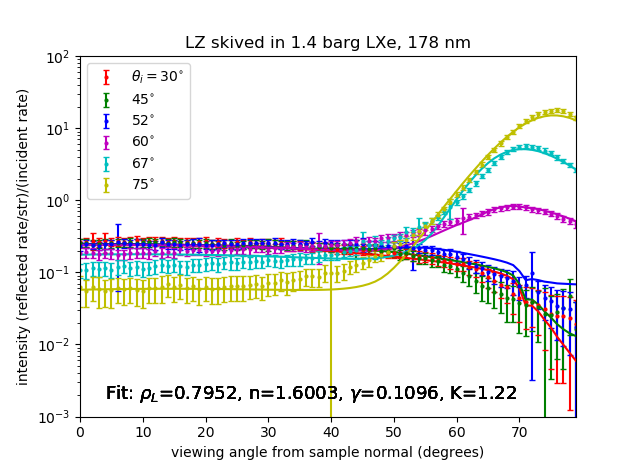 LZ skived in 1.4 barg LXe, 178 nm
intensity (reflected rate/str)/(incident rate)
10²
10¹
10⁰
10⁻¹
10⁻²
10⁻³
θᵢ = 30°
45°
52°
60°
67°
75°
Fit: ρ_L=0.7952, n=1.6003, γ=0.1096, K=1.22
0 10 20 30 40 50 60 70
viewing angle from sample normal (degrees)